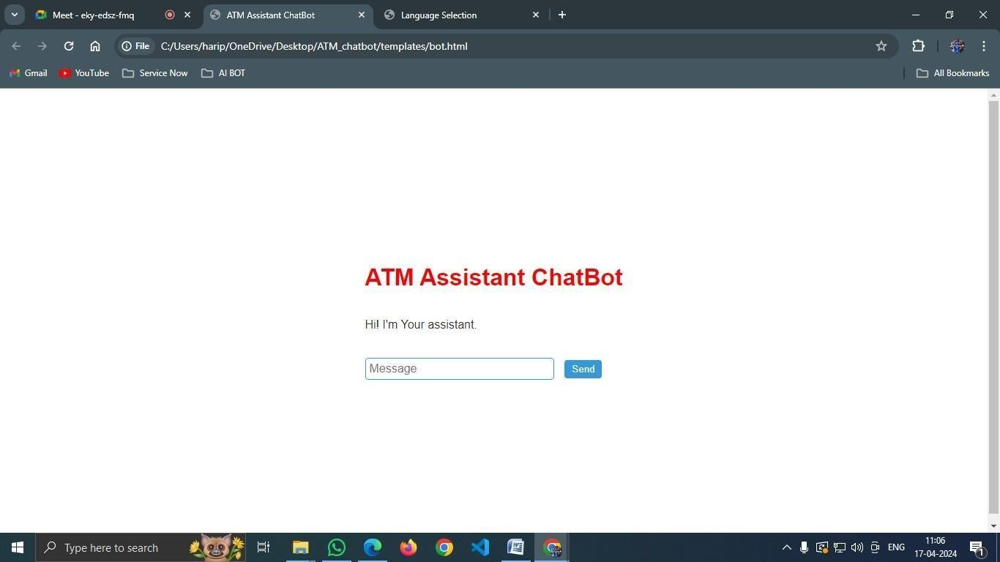 Meet - eky-edsz-fmq
ATM Assistant ChatBot
Language Selection
File
C:/Users/harip/OneDrive/Desktop/ATM_chatbot/templates/bot.html
Gmail
YouTube
Service Now
AI BOT
All Bookmarks
ATM Assistant ChatBot
Hi! I'm Your assistant.
Message
Send
Type here to search
ENG
11:06
17-04-2024
1